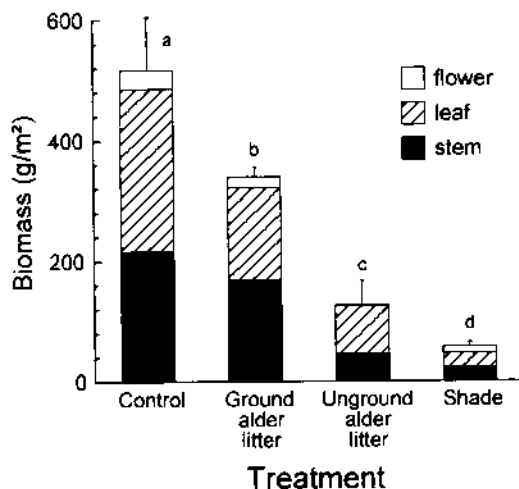 600
400
200
0
Biomass (g/m²)
a
b
c
d
flower
leaf
stem
Control
Ground
alder
litter
Unground
alder
litter
Shade
Treatment